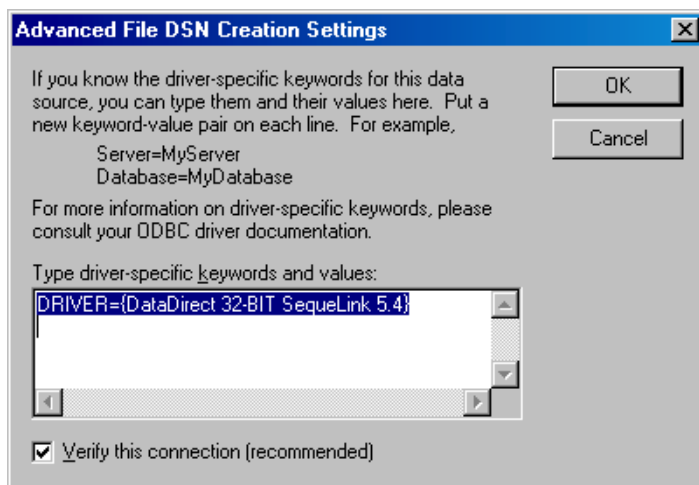 Advanced File DSN Creation Settings
If you know the driver-specific keywords for this data
source, you can type them and their values here. Put a
new keyword-value pair on each line. For example,
Server=MyServer
Database=MyDatabase
For more information on driver-specific keywords, please
consult your ODBC driver documentation.
Type driver-specific keywords and values:
DRIVER={DataDirect 32-BIT SequeLink 5.4}
Verify this connection (recommended)
OK
Cancel